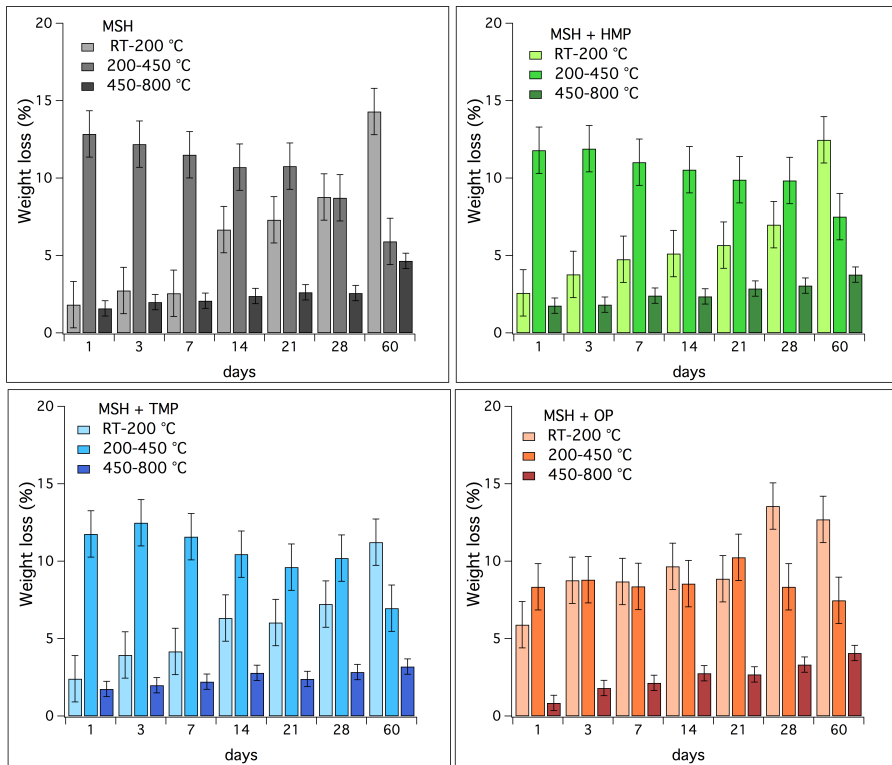 MSH
RT-200 °C
200-450 °C
450-800 °C
Weight loss (%)
20
15
10
5
0
1 3 7 14 21 28 60
days
MSH + HMP
RT-200 °C
200-450 °C
450-800 °C
Weight loss (%)
20
15
10
5
0
1 3 7 14 21 28 60
days
MSH + TMP
RT-200 °C
200-450 °C
450-800 °C
Weight loss (%)
20
15
10
5
0
1 3 7 14 21 28 60
days
MSH + OP
RT-200 °C
200-450 °C
450-800 °C
Weight loss (%)
20
15
10
5
0
1 3 7 14 21 28 60
days